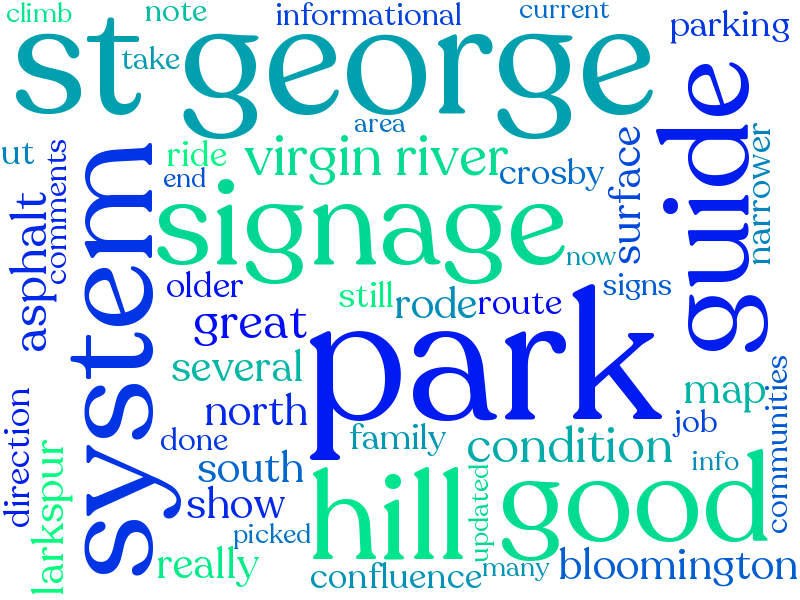 climb
note
informational
current
parking
st george
take
area
ut
comments
ride
virgin river
end
crosby
surface
guide
narrower
asphalt
system
signage
now
older
still
rode
route
signs
great
several
park
map
north
job
direction
done
family
condition
communities
larkspur
south
info
show
hill
updated
good
picked
really
confluence
many
bloomington